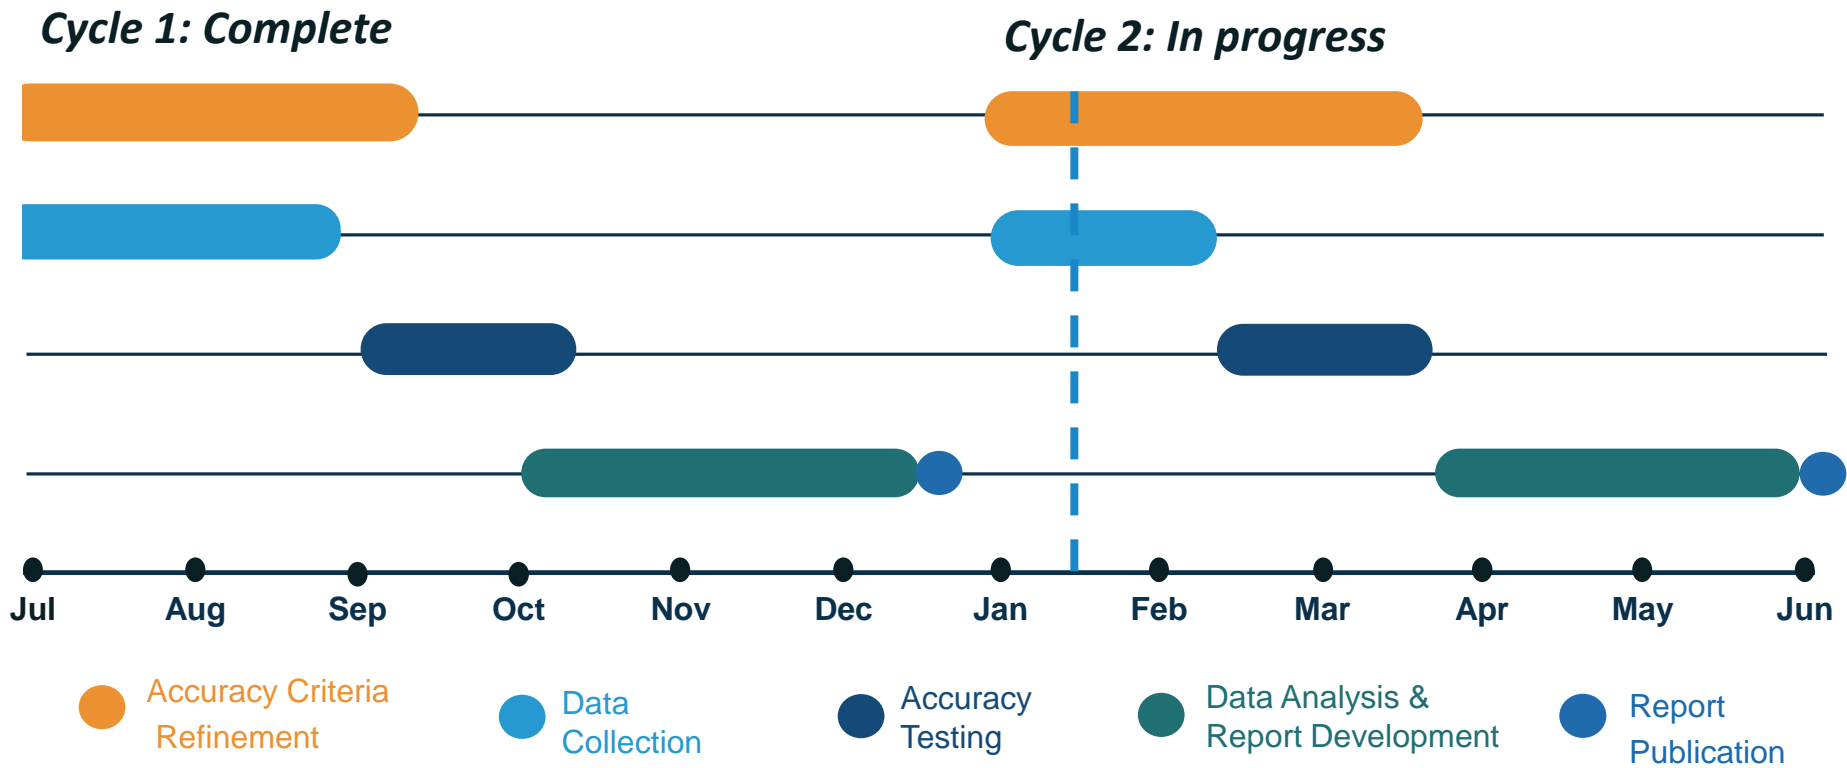 Cycle 1: Complete
Cycle 2: In progress
Jul
Aug
Sep
Oct
Nov
Dec
Jan
Feb
Mar
Apr
May
Jun
Accuracy Criteria
Refinement
Data
Collection
Accuracy
Testing
Data Analysis &
Report Development
Report
Publication